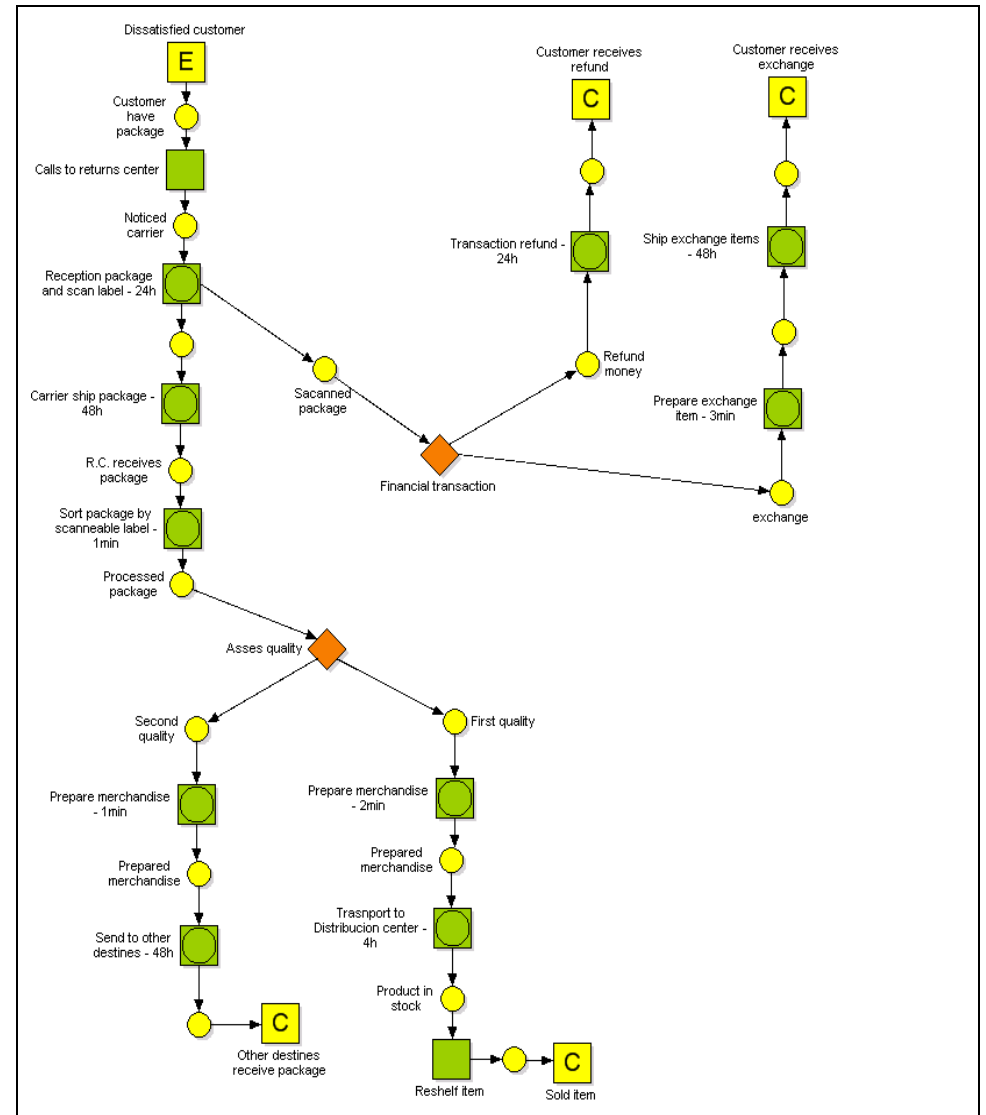 Dissatisfied customer
E
Customer
have
package
Calls to returns center
Noticed
carrier
Reception package
and scan label - 24h
Carrier ship package -
48h
R.C. receives
package
Sort package by
scanneable label -
1min
Processed
package
Customer receives
refund
C
Customer receives
exchange
C
Transaction refund -
24h
Ship exchange items
- 48h
Sacanned
package
Refund
money
Prepare exchange
item - 3min
Financial transaction
exchange
Asses quality
Second
quality
First quality
Prepare merchandise
- 1min
Prepare merchandise
- 2min
Prepared
merchandise
Prepared
merchandise
Send to other
destines - 48h
Trasnport to
Distribucion center -
4h
Product in
stock
C
Other destines
receive package
Reshelf item
C
Sold item